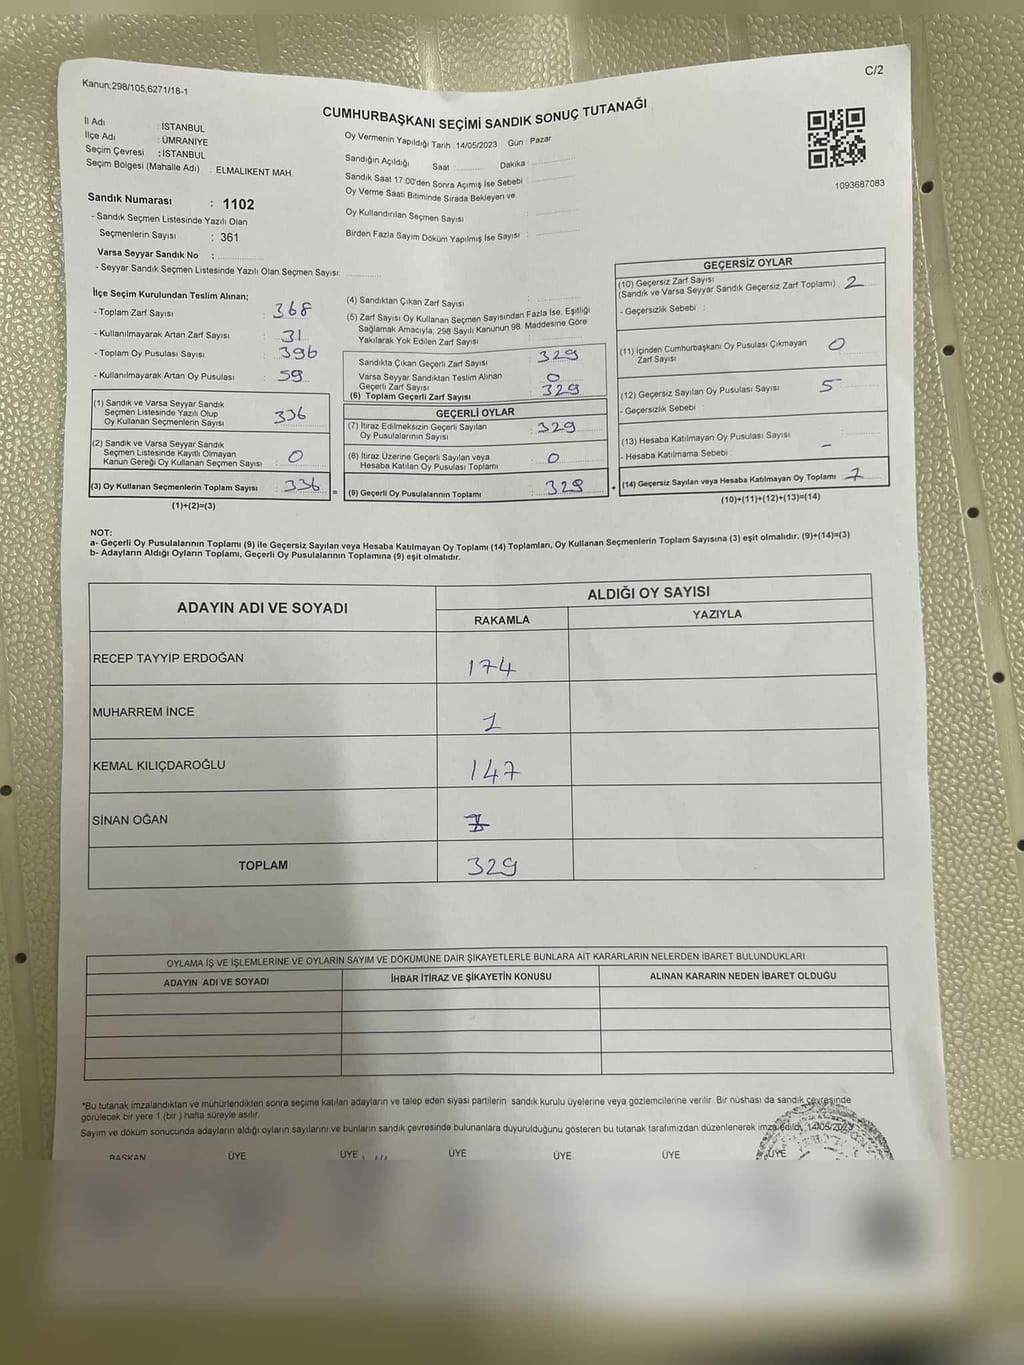 C/2
Kanun;298/105;6271/18-1
CUMHURBAŞKANI SEÇİMİ SANDIK SONUÇ TUTANAĞI
İl Adı : İSTANBUL
İlçe Adı : ÜMRANİYE
Seçim Çevresi : İSTANBUL
Seçim Bölgesi (Mahalle Adı) : ELMALIKENT MAH.
Sandık Numarası : 1102
- Sandık Seçmen Listesinde Yazılı Olan
Seçmenlerin Sayısı : 361
Varsa Seyyar Sandık No :
- Seyyar Sandık Seçmen Listesinde Yazılı Olan Seçmen Sayısı:
Oy Vermenin Yapıldığı Tarih : 14/05/2023 Gün : Pazar
Sandığın Açıldığı Saat Dakika :
Sandık Saat 17:00'den Sonra Açımış İse Sebebi :
Oy Verme Saati Bitiminde Sırada Bekleyen ve
Oy Kullandırılan Seçmen Sayısı :
Birden Fazla Sayım Döküm Yapılmış İse Sayısı :
1093687083
İlçe Seçim Kurulundan Teslim Alınan;
- Toplam Zarf Sayısı : 368
- Kullanılmayarak Artan Zarf Sayısı : 31
- Toplam Oy Pusulası Sayısı : 396
- Kullanılmayarak Artan Oy Pusulası : 59
(1) Sandık ve Varsa Seyyar Sandık
Seçmen Listesinde Yazılı Olup
Oy Kullanan Seçmenlerin Sayısı : 336
(2) Sandık ve Varsa Seyyar Sandık
Seçmen Listesinde Kayıtlı Olmayan
Kanun Gereği Oy Kullanan Seçmen Sayısı : 0
(3) Oy Kullanan Seçmenlerin Toplam Sayısı : 336 =
(1)+(2)=(3)
(4) Sandıktan Çıkan Zarf Sayısı :
(5) Zarf Sayısı Oy Kullanan Seçmen Sayısından Fazla İse, Eşitliği
Sağlamak Amacıyla; 298 Sayılı Kanunun 98. Maddesine Göre
Yakılarak Yok Edilen Zarf Sayısı :
Sandıkta Çıkan Geçerli Zarf Sayısı : 329
Varsa Seyyar Sandıktan Teslim Alınan
Geçerli Zarf Sayısı : 0
(6) Toplam Geçerli Zarf Sayısı : 329
GEÇERLİ OYLAR
(7) İtiraz Edilmeksizin Geçerli Sayılan
Oy Pusulalarının Sayısı : 329
(8) İtiraz Üzerine Geçerli Sayılan veya
Hesaba Katılan Oy Pusulası Toplamı : 0
(9) Geçerli Oy Pusulalarının Toplamı : 329 +
GEÇERSİZ OYLAR
(10) Geçersiz Zarf Sayısı
(Sandık ve Varsa Seyyar Sandık Geçersiz Zarf Toplamı) : 2
- Geçersizlik Sebebi :
(11) İçinden Cumhurbaşkanı Oy Pusulası Çıkmayan
Zarf Sayısı : 0
(12) Geçersiz Sayılan Oy Pusulası Sayısı : 5
- Geçersizlik Sebebi :
(13) Hesaba Katılmayan Oy Pusulası Sayısı :
- Hesaba Katılmama Sebebi : -
(14) Geçersiz Sayılan veya Hesaba Katılmayan Oy Toplamı : 7
(10)+(11)+(12)+(13)=(14)
NOT:
a- Geçerli Oy Pusulalarının Toplamı (9) ile Geçersiz Sayılan veya Hesaba Katılmayan Oy Toplamı (14) Toplamları, Oy Kullanan Seçmenlerin Toplam Sayısına (3) eşit olmalıdır. (9)+(14)=(3)
b- Adayların Aldığı Oyların Toplamı, Geçerli Oy Pusulalarının Toplamına (9) eşit olmalıdır.
ADAYIN ADI VE SOYADI ALDIĞI OY SAYISI
RAKAMLA YAZIYLA
RECEP TAYYİP ERDOĞAN 174
MUHARREM İNCE 1
KEMAL KILIÇDAROĞLU 147
SİNAN OĞAN
TOPLAM 329
OYLAMA İŞ VE İŞLEMLERİNE VE OYLARIN SAYIM VE DÖKÜMÜNE DAİR ŞİKAYETLERLE BUNLARA AİT KARARLARIN NELERDEN İBARET BULUNDUKLARI
ADAYIN ADI VE SOYADI İHBAR İTİRAZ VE ŞİKAYETİN KONUSU ALINAN KARARIN NEDEN İBARET OLDUĞU
*Bu tutanak imzalandıktan ve mühürlendikten sonra seçime katılan adayların ve talep eden siyasi partilerin sandık kurulu üyelerine veya gözlemcilerine verilir. Bir nüshası da sandık çevresinde
görülecek bir yere 1 (bir ) hafta süreyle asılır.
Sayım ve döküm sonucunda adayların aldığı oyların sayılarını ve bunların sandık çevresinde bulunanlara duyurulduğunu gösteren bu tutanak tarafımızdan düzenlenerek imza edildi. 14/05/2023
BAŞKAN ÜYE ÜYE ÜYE ÜYE ÜYE ÜYE